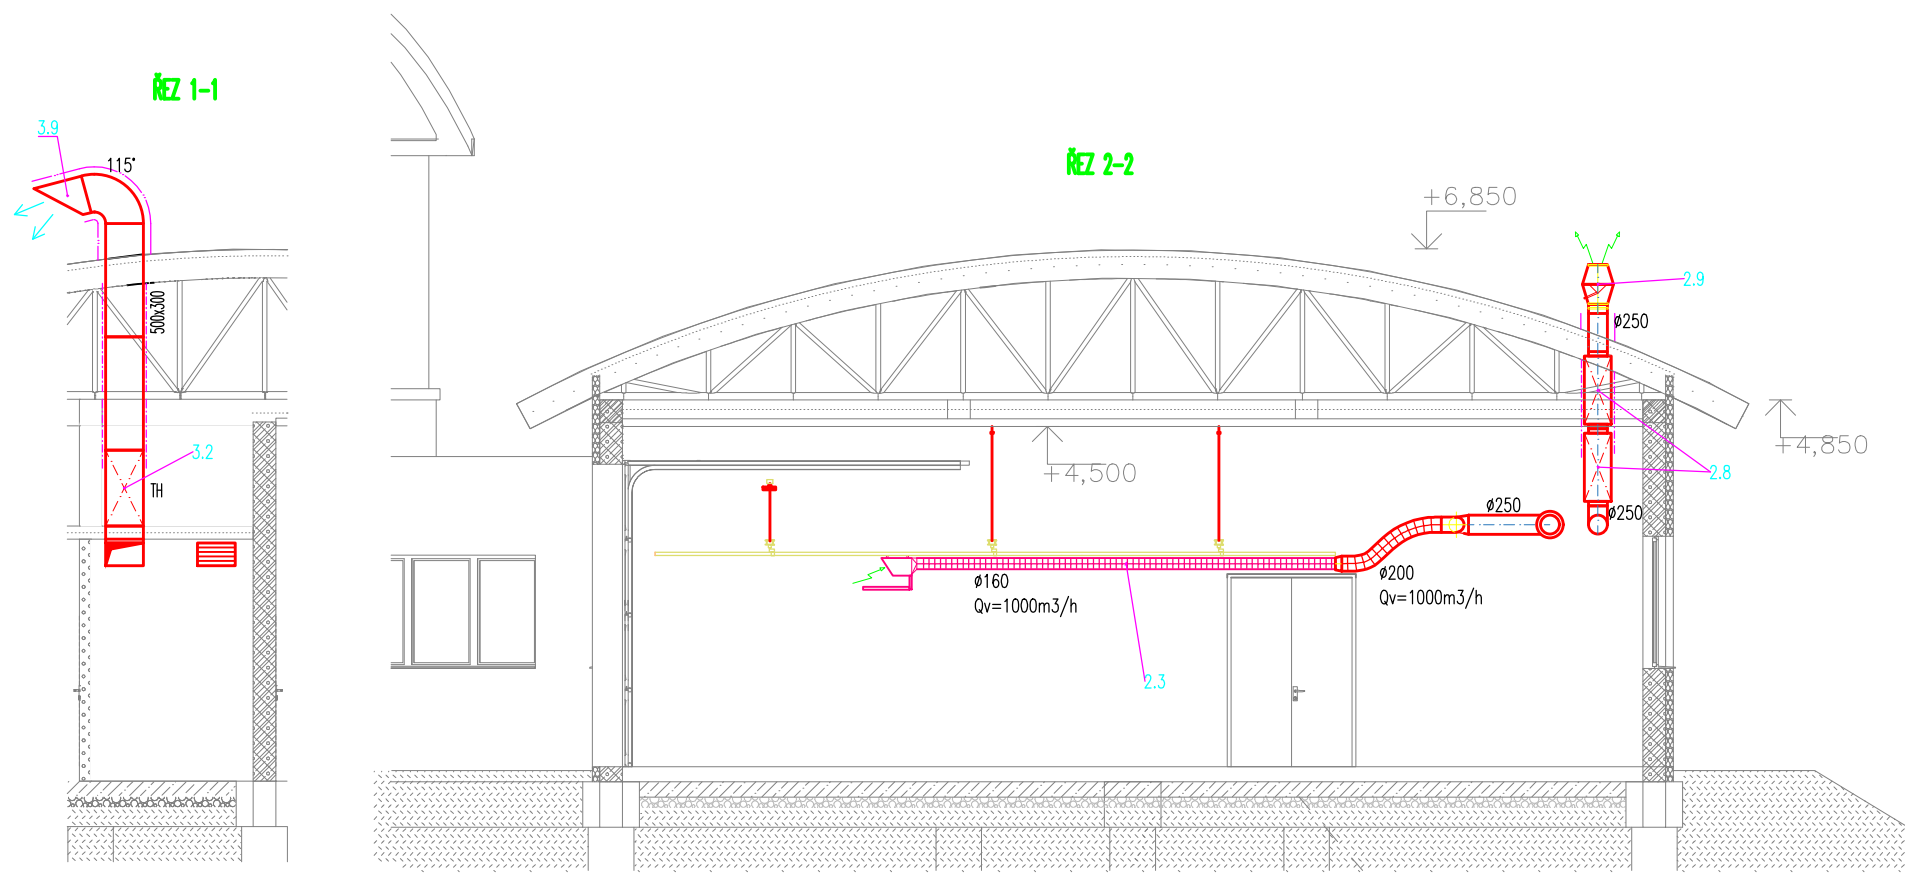 ŘEZ 1-1
3.9
115°
500x300
3.2
TH
ŘEZ 2-2
+6,850
2.9
ø250
+4,850
+4,500
2.8
ø250
ø250
ø160
Qv=1000m3/h
ø200
Qv=1000m3/h
2.3